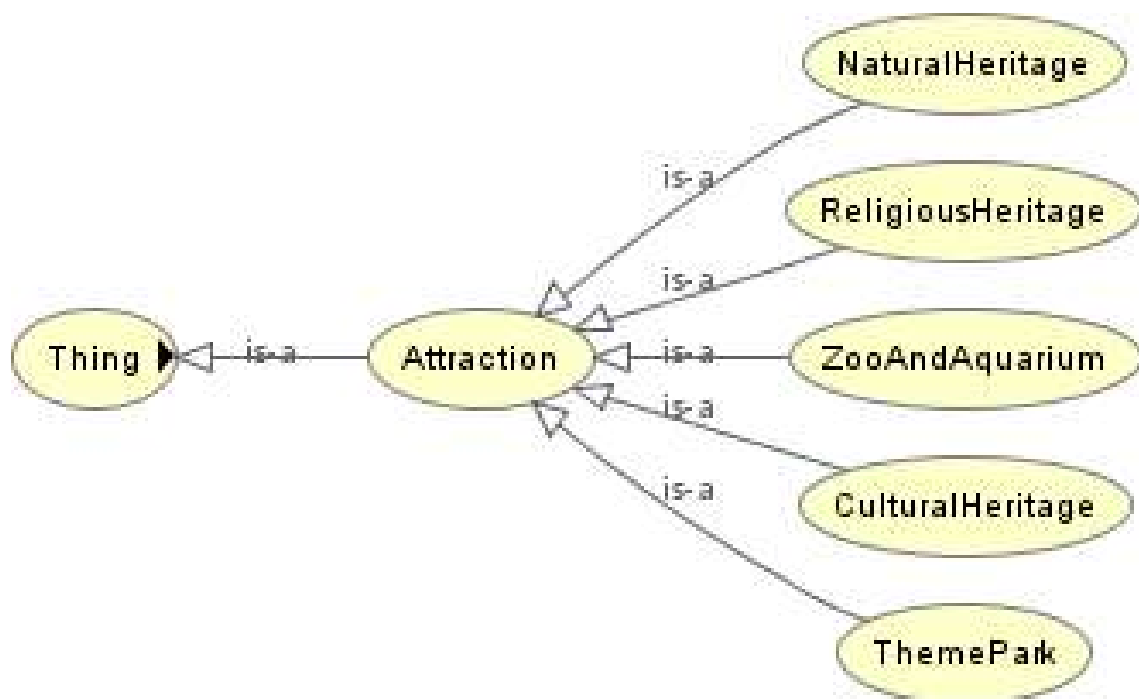 NaturalHeritage
is-a
ReligiousHeritage
is-a
Thing
is-a
Attraction
is-a
ZooAndAquarium
is-a
CulturalHeritage
is-a
ThemePark